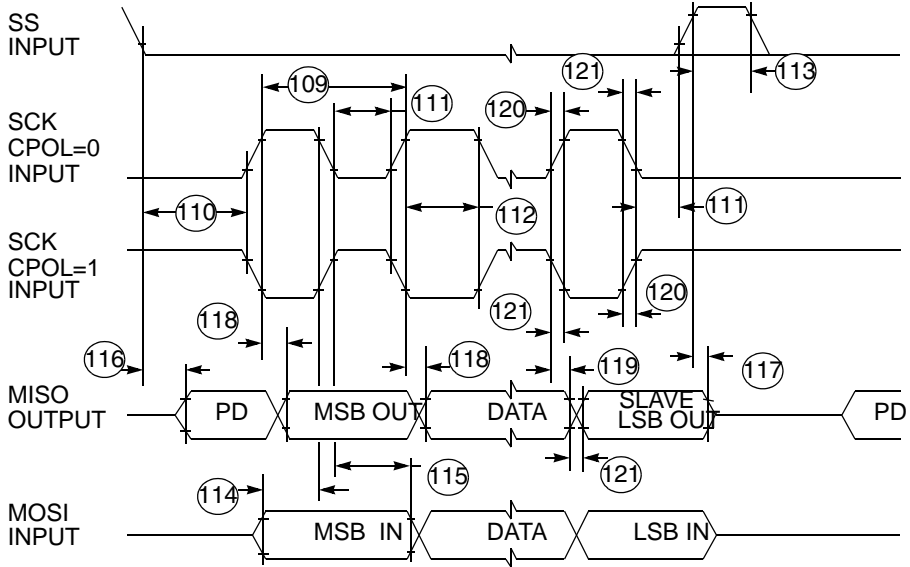 SS
INPUT
121
113
109
111
120
SCK
CPOL=0
INPUT
110
112
111
SCK
CPOL=1
INPUT
120
121
118
116
118
119
117
MISO
OUTPUT
PD
MSB OUT
DATA
SLAVE
LSB OUT
PD
114
115
121
MOSI
INPUT
MSB IN
DATA
LSB IN